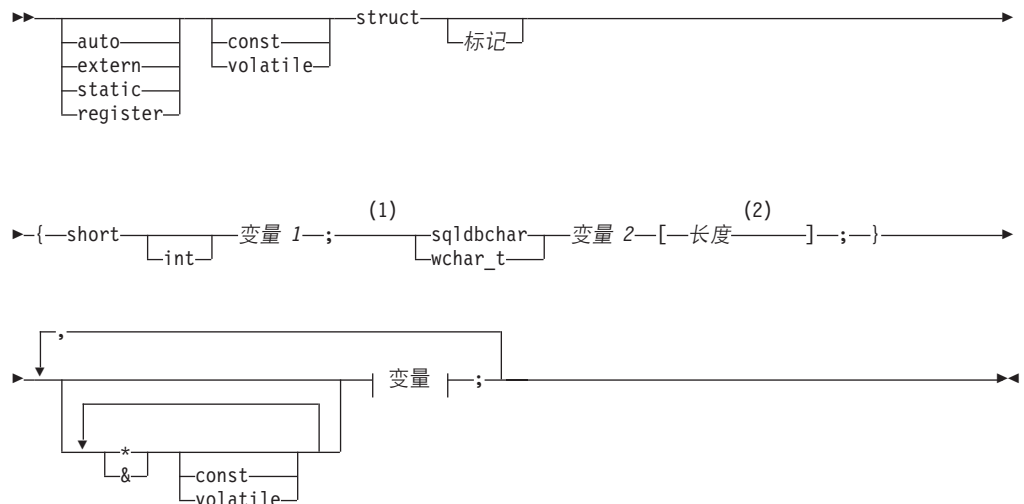 struct
auto const 标记
extern volatile
static
register
(1) (2)
{ short 变量 1 ; sqldbchar 变量 2 [ 长度 ] ; }
int wchar_t
,
变量 ;
*
& const
volatile